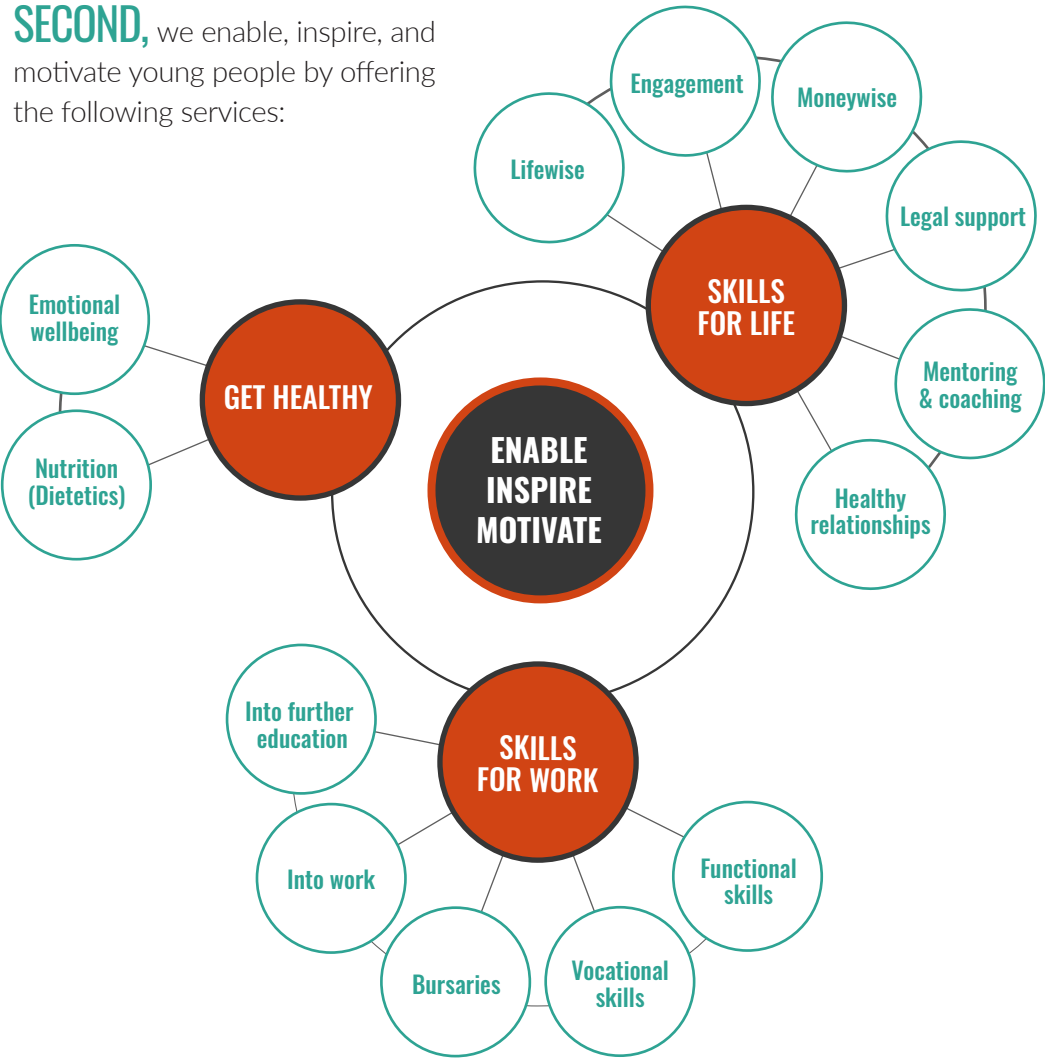 SECOND, we enable, inspire, and
motivate young people by offering
the following services:
Engagement
Moneywise
Lifewise
Legal support
SKILLS
FOR LIFE
Mentoring
& coaching
Healthy
relationships
Emotional
wellbeing
GET HEALTHY
Nutrition
(Dietetics)
ENABLE
INSPIRE
MOTIVATE
Into further
education
SKILLS
FOR WORK
Into work
Functional
skills
Bursaries
Vocational
skills